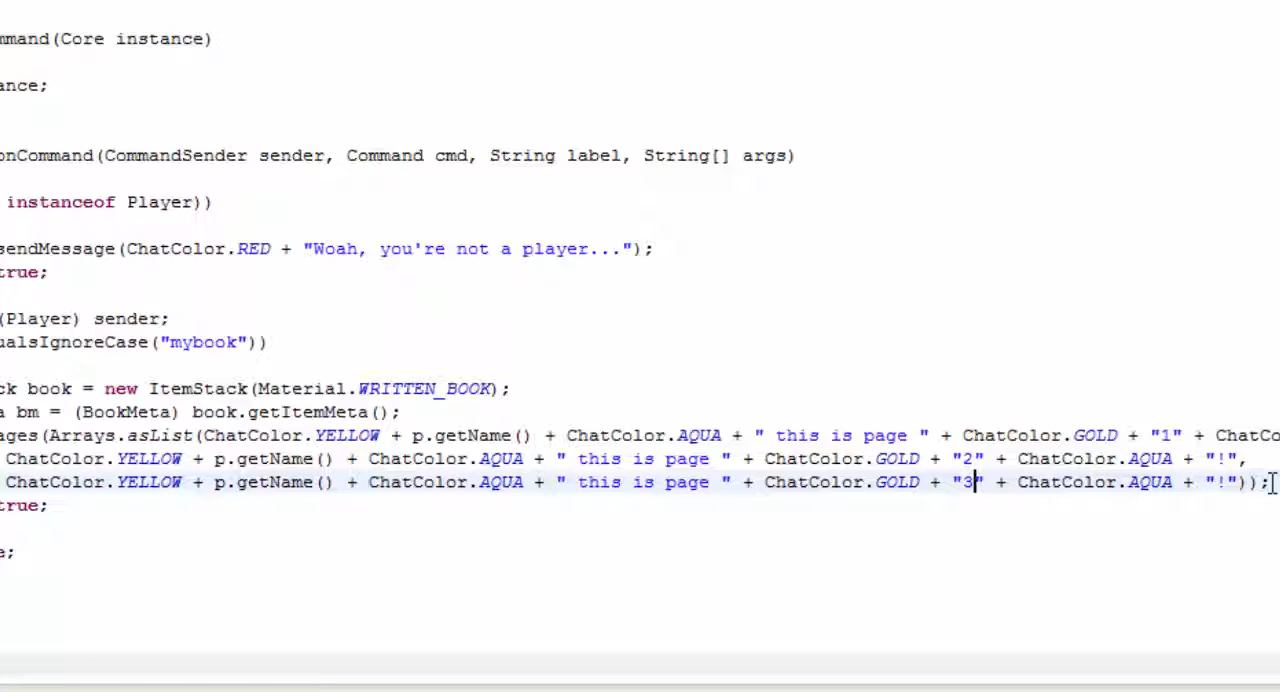 mmand(Core instance)
ance;
onCommand(CommandSender sender, Command cmd, String label, String[] args)
instanceof Player))
sendMessage(ChatColor.RED + "Woah, you're not a player...");
true;
(Player) sender;
ualsIgnoreCase("mybook"))
ck book = new ItemStack(Material.WRITTEN_BOOK);
a bm = (BookMeta) book.getItemMeta();
ages(Arrays.asList(ChatColor.YELLOW + p.getName() + ChatColor.AQUA + " this is page " + ChatColor.GOLD + "1" + ChatCo
ChatColor.YELLOW + p.getName() + ChatColor.AQUA + " this is page " + ChatColor.GOLD + "2" + ChatColor.AQUA + "!",
ChatColor.YELLOW + p.getName() + ChatColor.AQUA + " this is page " + ChatColor.GOLD + "3" + ChatColor.AQUA + "!"));
true;
e;